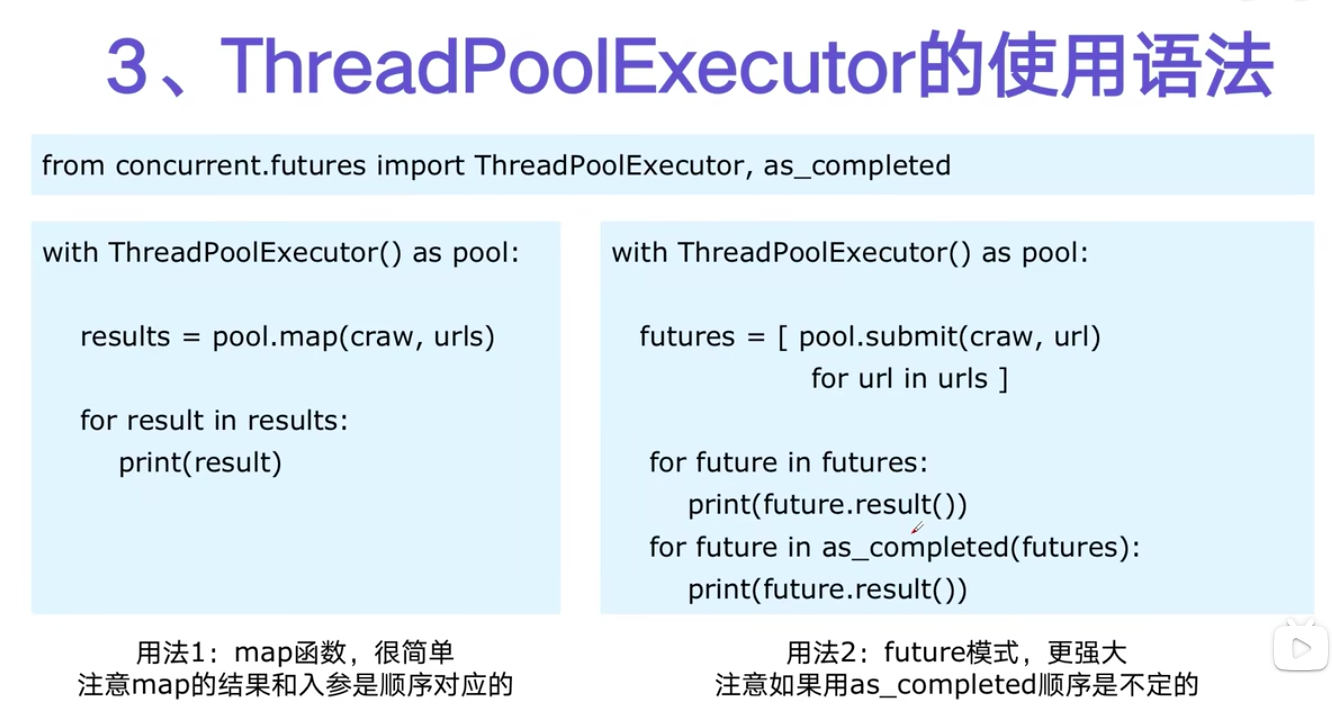 3、ThreadPoolExecutor的使用语法
from concurrent.futures import ThreadPoolExecutor, as_completed
with ThreadPoolExecutor() as pool:
results = pool.map(craw, urls)
for result in results:
print(result)
用法1：map函数，很简单
注意map的结果和入参是顺序对应的
with ThreadPoolExecutor() as pool:
futures = [ pool.submit(craw, url)
for url in urls ]
for future in futures:
print(future.result())
for future in as_completed(futures):
print(future.result())
用法2：future模式，更强大
注意如果用as_completed顺序是不定的